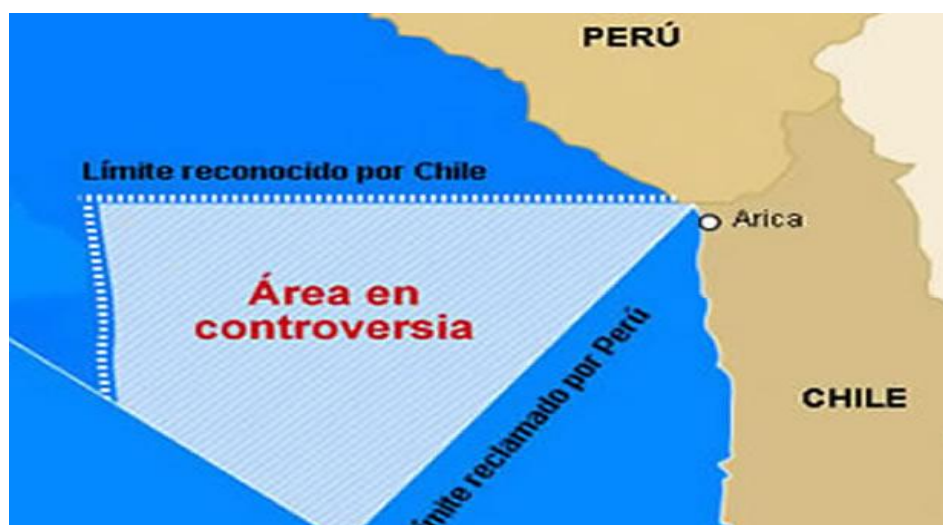 PERÚ
Límite reconocido por Chile
Arica
Área en
controversia
límite reclamado por Perú
CHILE